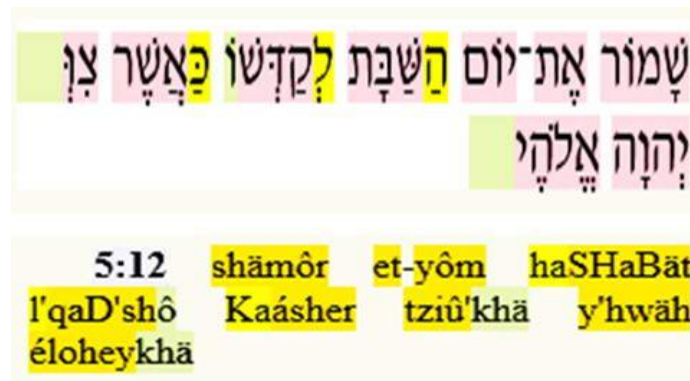 שָׁמוֹר אֶת־יוֹם הַשַּׁבָּת לְקַדְּשׁוֹ כַּאֲשֶׁר צִוְּ
יְהוָה אֱלֹהֶי
5:12 shämôr et-yôm haSHaBät
l'qaD'shô Kaásher tziû'khä y'hwäh
éloheykhä